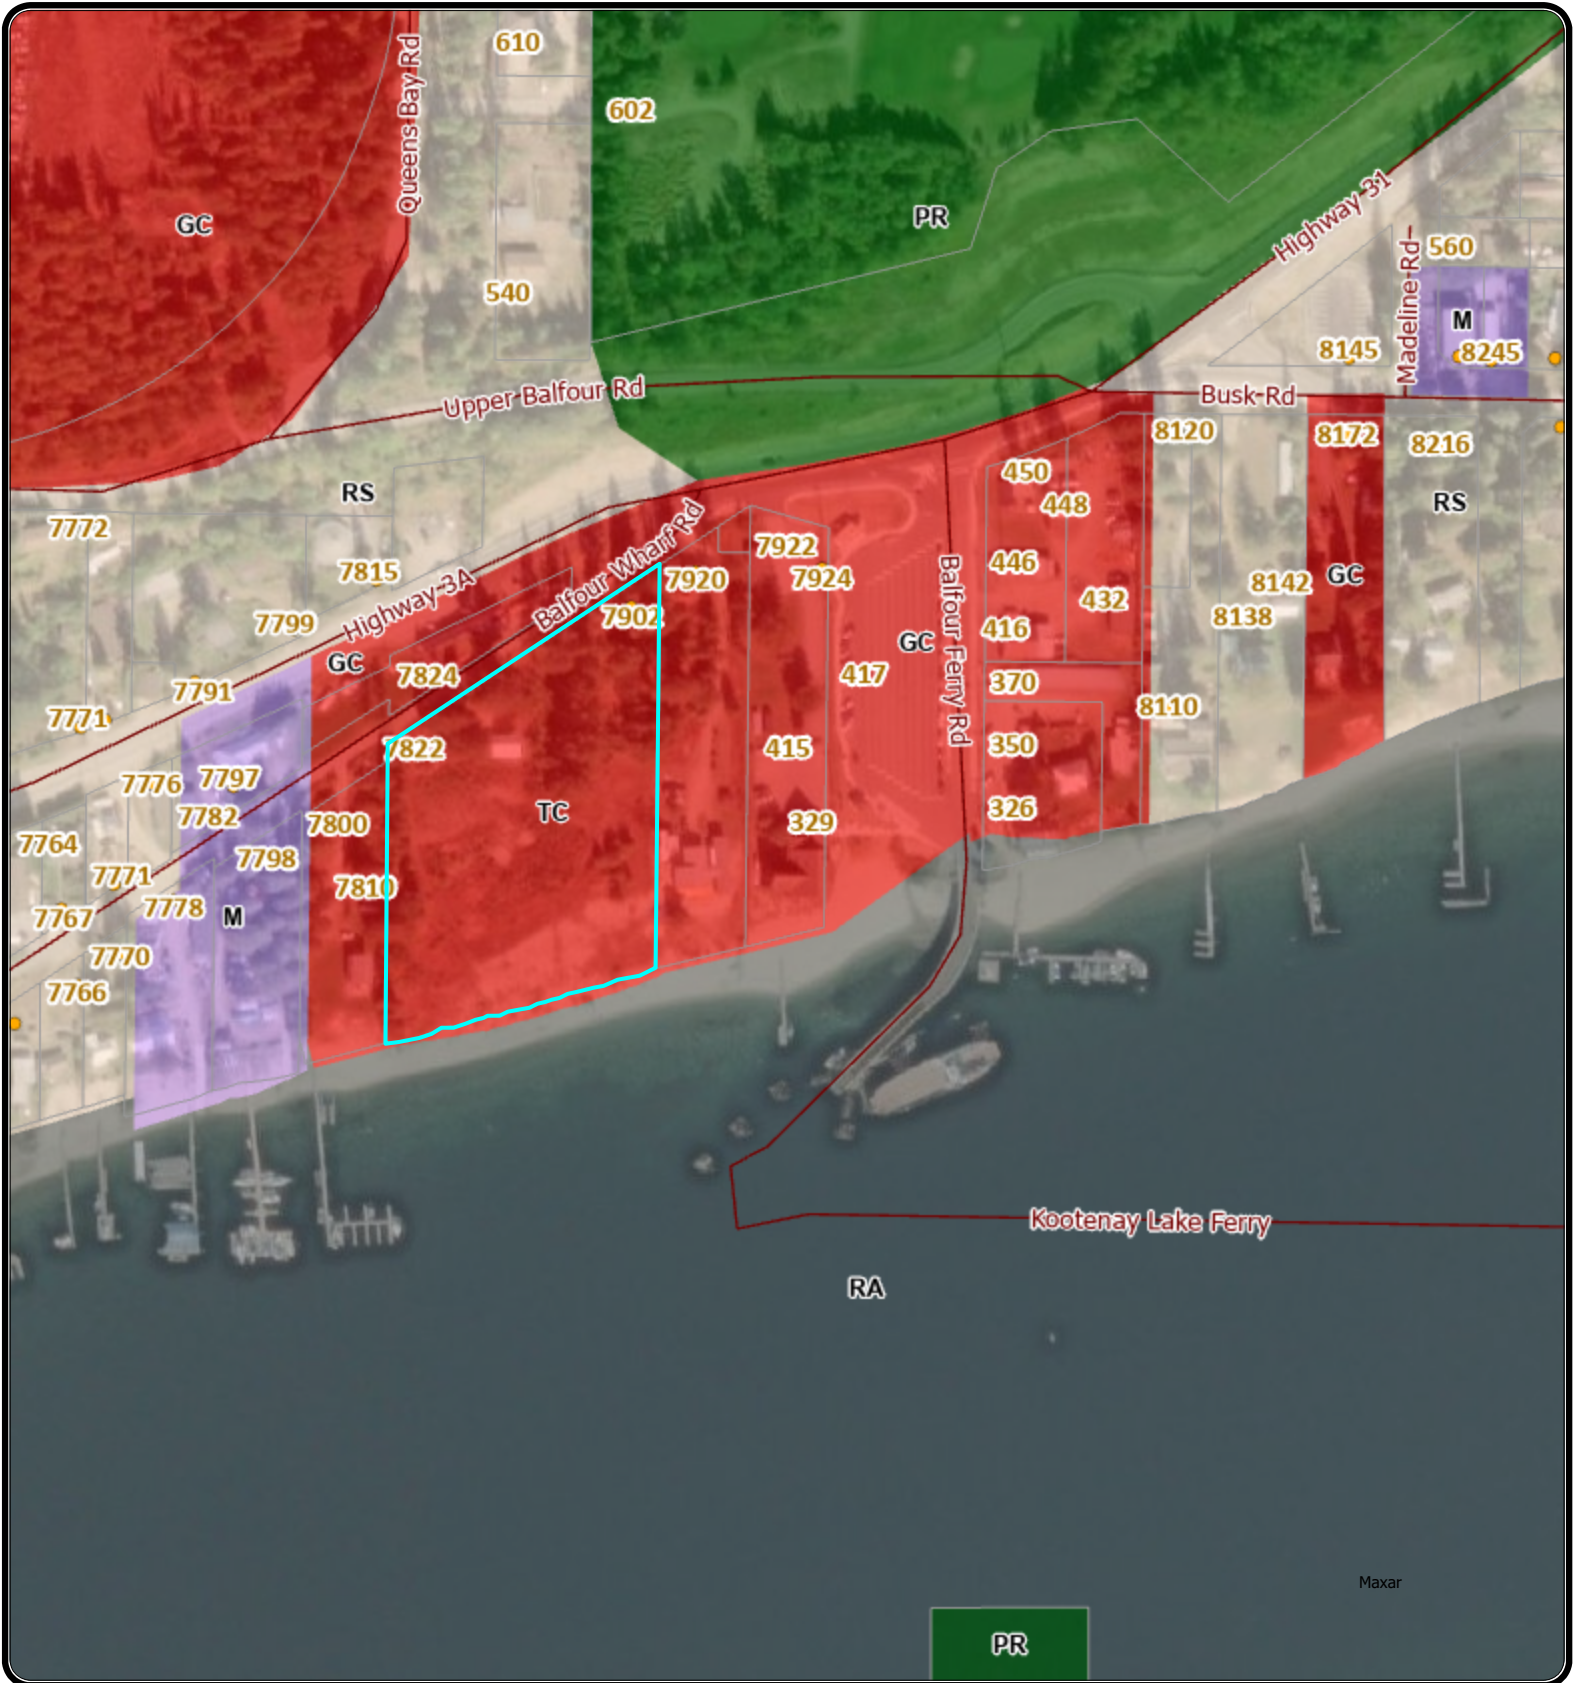 610
Queens Bay Rd
602
GC
PR
Highway 31
560
540
Madeline Rd
M
8145
8245
Upper Balfour Rd
Busk Rd
8120
8172
8216
450
RS
448
RS
7772
Balfour Wharf Rd
7922
7815
7920
7924
446
8142
GC
Highway 3A
432
7902
8138
7799
416
Balfour Ferry Rd
GC
GC
7824
417
370
7791
8110
7771
7822
415
350
7776
7797
326
TC
7782
7800
329
7764
7798
7771
7810
7778
M
7767
7770
7766
Kootenay Lake Ferry
RA
Maxar
PR